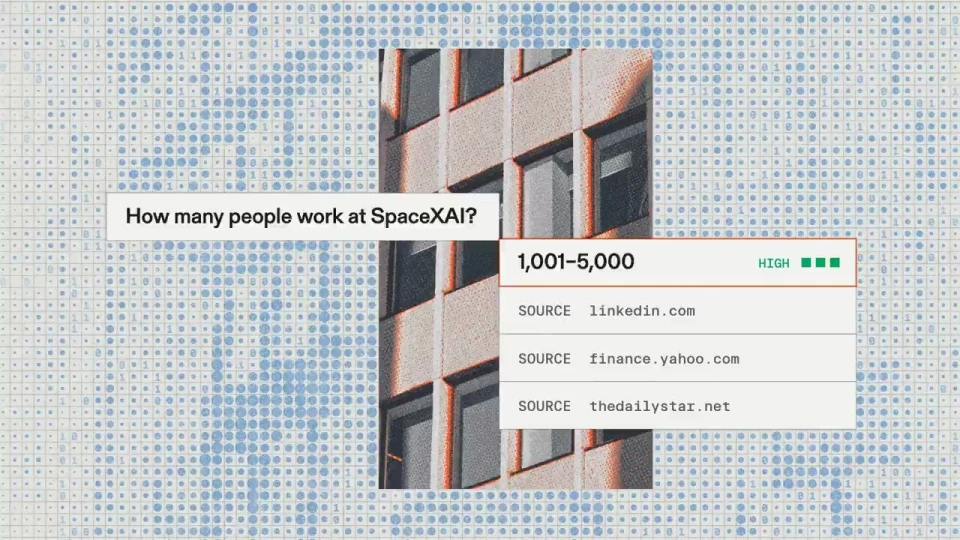 How many people work at SpaceXAI?
1,001–5,000 HIGH
SOURCE linkedin.com
SOURCE finance.yahoo.com
SOURCE thedailystar.net